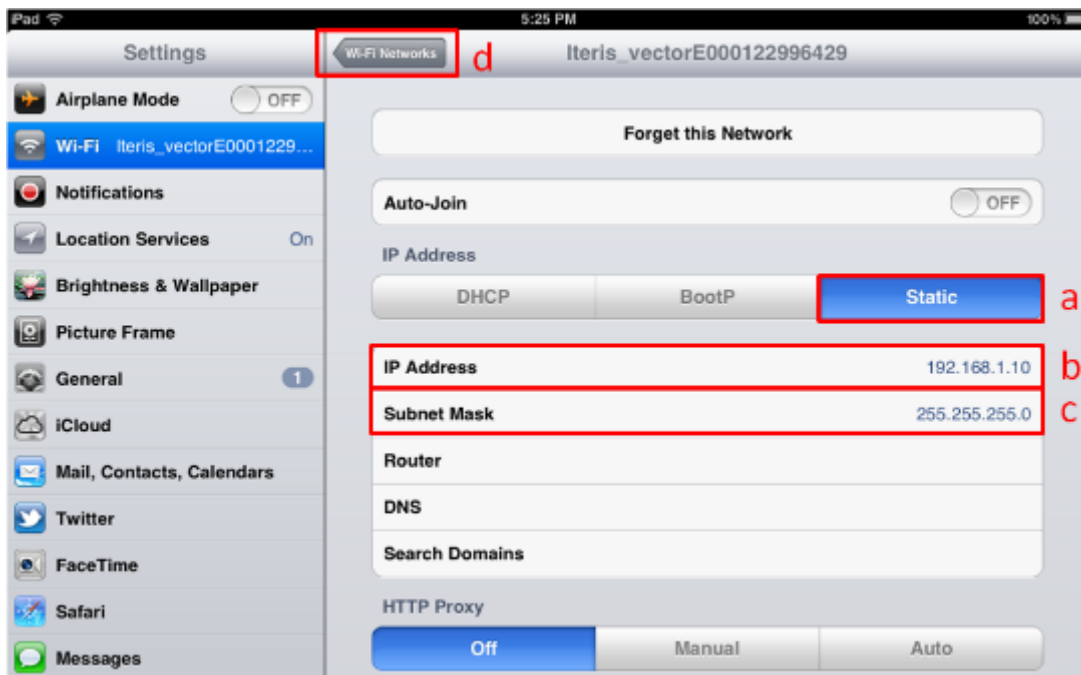 iPad 5:25 PM 100%
Settings Wi-Fi Networks d Iteris_vectorE000122996429
Airplane Mode OFF
Forget this Network
Wi-Fi Iteris_vectorE0001229...
Notifications
Auto-Join OFF
Location Services On
IP Address
Brightness & Wallpaper
DHCP BootP Static a
Picture Frame
IP Address 192.168.1.10 b
General 1
Subnet Mask 255.255.255.0 c
iCloud
Router
Mail, Contacts, Calendars
DNS
Twitter
Search Domains
FaceTime
HTTP Proxy
Safari
Off Manual Auto
Messages